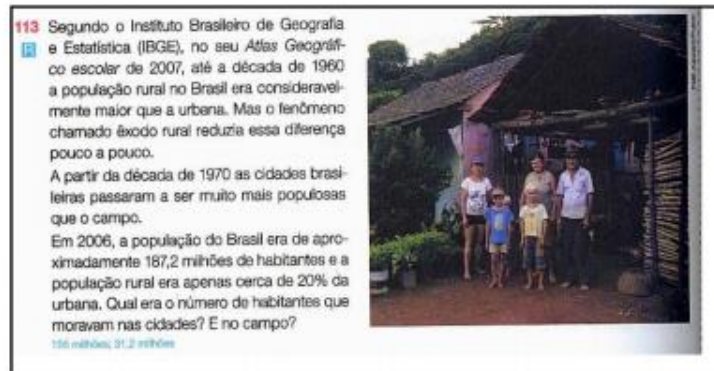 113 Segundo o Instituto Brasileiro de Geografia
R e Estatística (IBGE), no seu Atlas Geográfi-
co escolar de 2007, até a década de 1960
a população rural no Brasil era consideravel-
mente maior que a urbana. Mas o fenômeno
chamado êxodo rural reduzia essa diferença
pouco a pouco.
A partir da década de 1970 as cidades brasi-
leiras passaram a ser muito mais populosas
que o campo.
Em 2006, a população do Brasil era de apro-
ximadamente 187,2 milhões de habitantes e a
população rural era apenas cerca de 20% da
urbana. Qual era o número de habitantes que
moravam nas cidades? E no campo?
156 milhões; 31,2 milhões